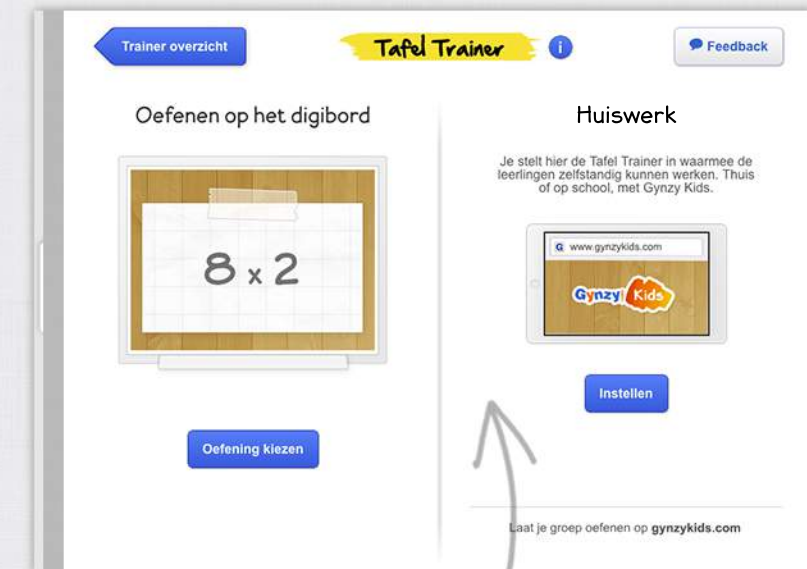 Trainer overzicht
Tafel Trainer
i
Feedback
Oefenen op het digibord
8 x 2
Oefening kiezen
Huiswerk
Je stelt hier de Tafel Trainer in waarmee de
leerlingen zelfstandig kunnen werken. Thuis
of op school, met Gynzy Kids.
G www.gynzykids.com
Gynzy Kids
Instellen
Laat je groep oefenen op gynzykids.com